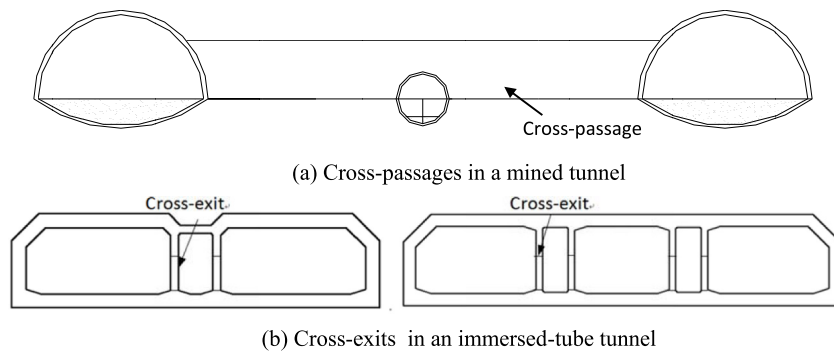 Cross-passage
(a) Cross-passages in a mined tunnel
Cross-exit
Cross-exit
(b) Cross-exits in an immersed-tube tunnel